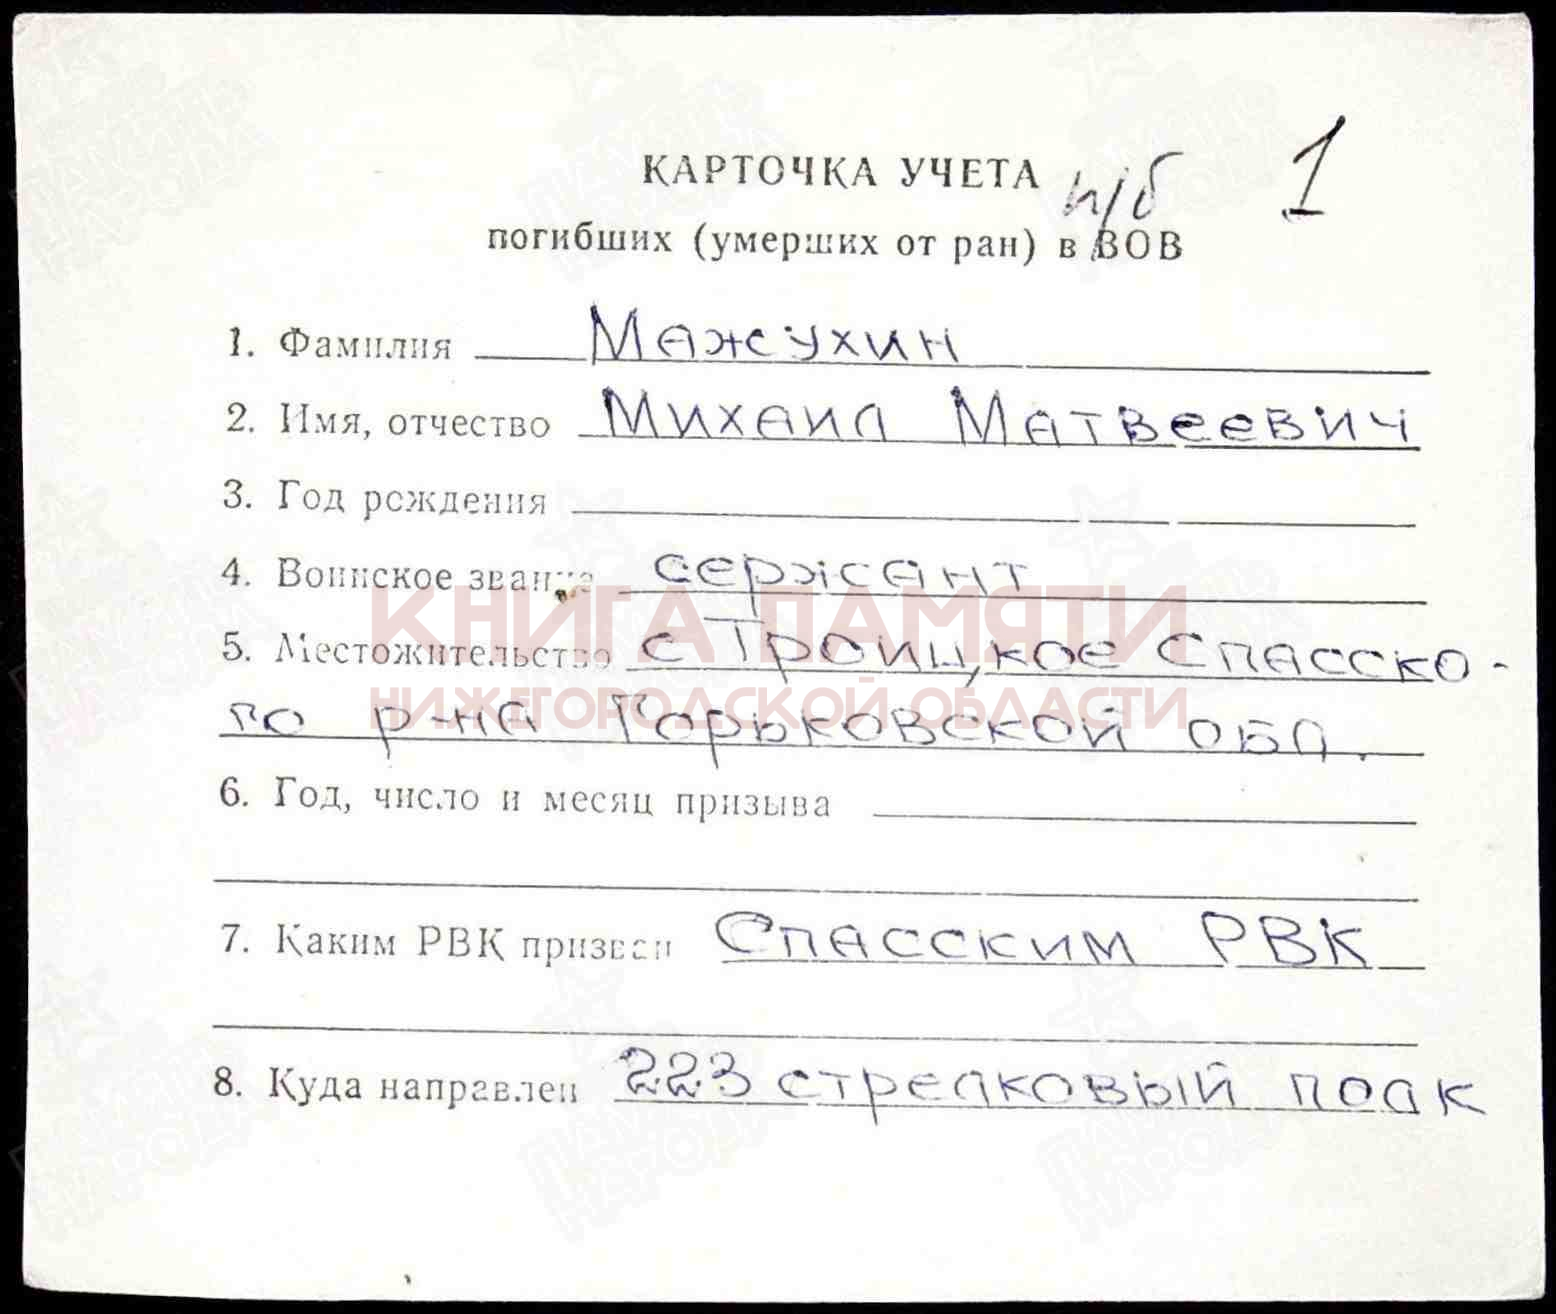 КАРТОЧКА УЧЕТА п/б 1
погибших (умерших от ран) в ВОВ
1. Фамилия Мажухин
2. Имя, отчество Михаил Матвеевич
3. Год рождения
4. Воинское звание сержант
КНИГА ПАМЯТИ
5. Местожительство с Троицкое Спасско-
НИЖЕГОРОДСКОЙ ОБЛАСТИ
го р-на Горьковской обл.
6. Год, число и месяц призыва
7. Каким РВК призван Спасским РВК
8. Куда направлен 223 стрелковый полк